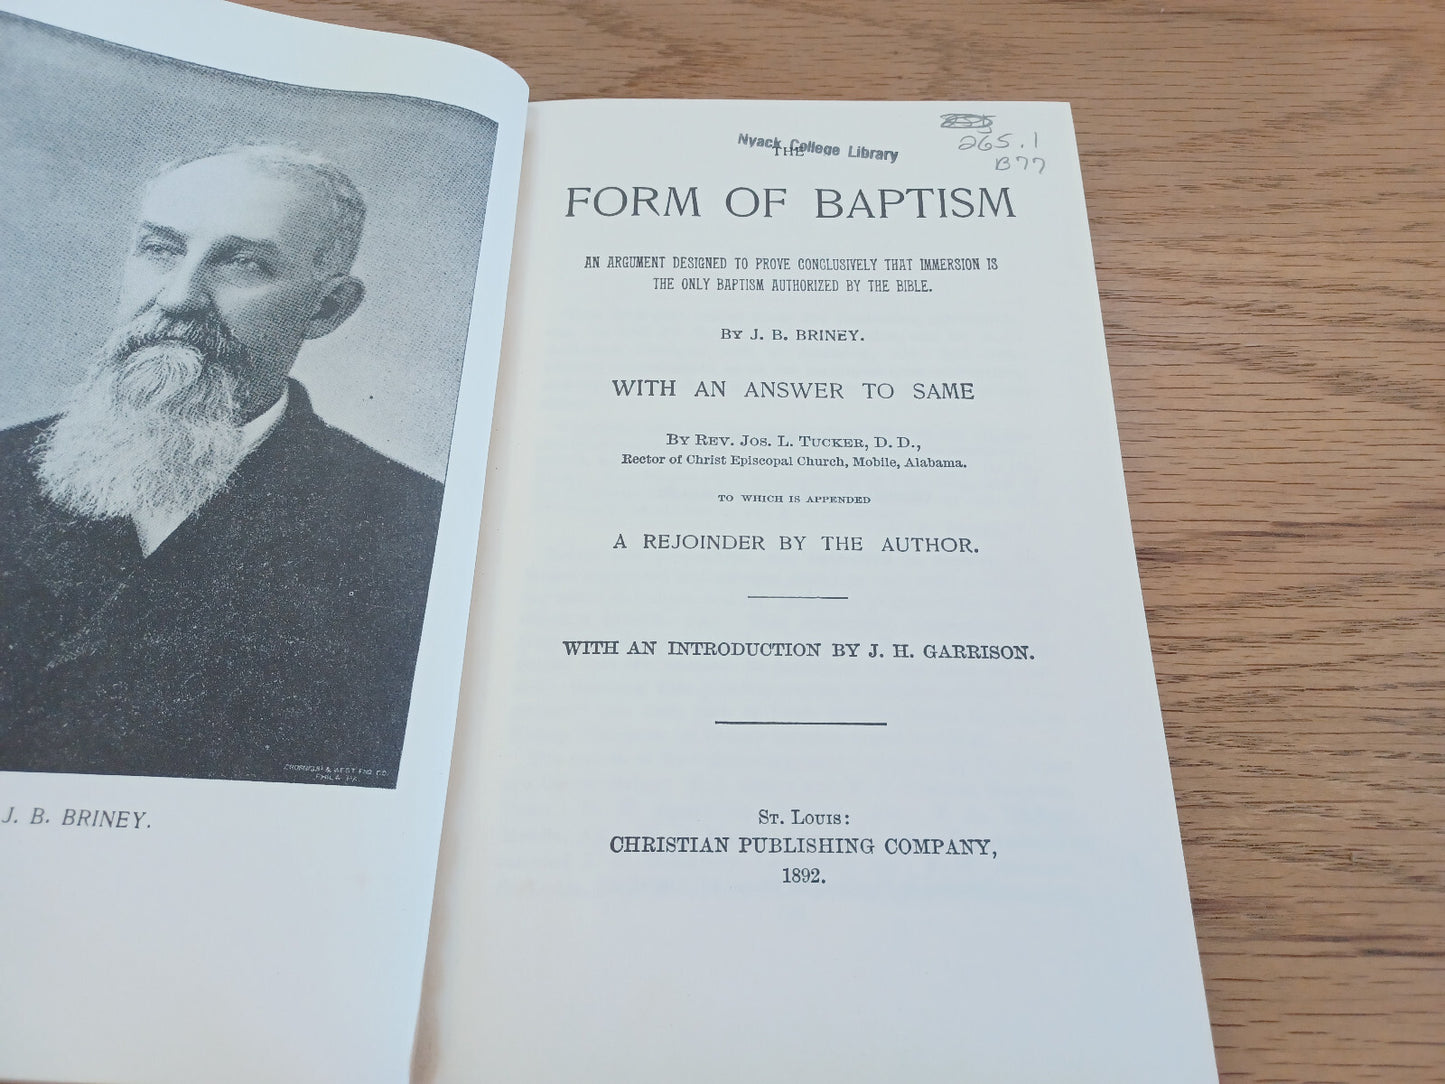 CO.
PHILA. PA.
J. B. BRINEY.
Nyack College Library
265.1
B77
THE
FORM OF BAPTISM
AN ARGUMENT DESIGNED TO PROVE CONCLUSIVELY THAT IMMERSION IS
THE ONLY BAPTISM AUTHORIZED BY THE BIBLE.
BY J. B. BRINEY.
WITH AN ANSWER TO SAME
BY REV. JOS. L. TUCKER, D. D.,
Rector of Christ Episcopal Church, Mobile, Alabama.
TO WHICH IS APPENDED
A REJOINDER BY THE AUTHOR.
WITH AN INTRODUCTION BY J. H. GARRISON.
ST. LOUIS:
CHRISTIAN PUBLISHING COMPANY,
1892.